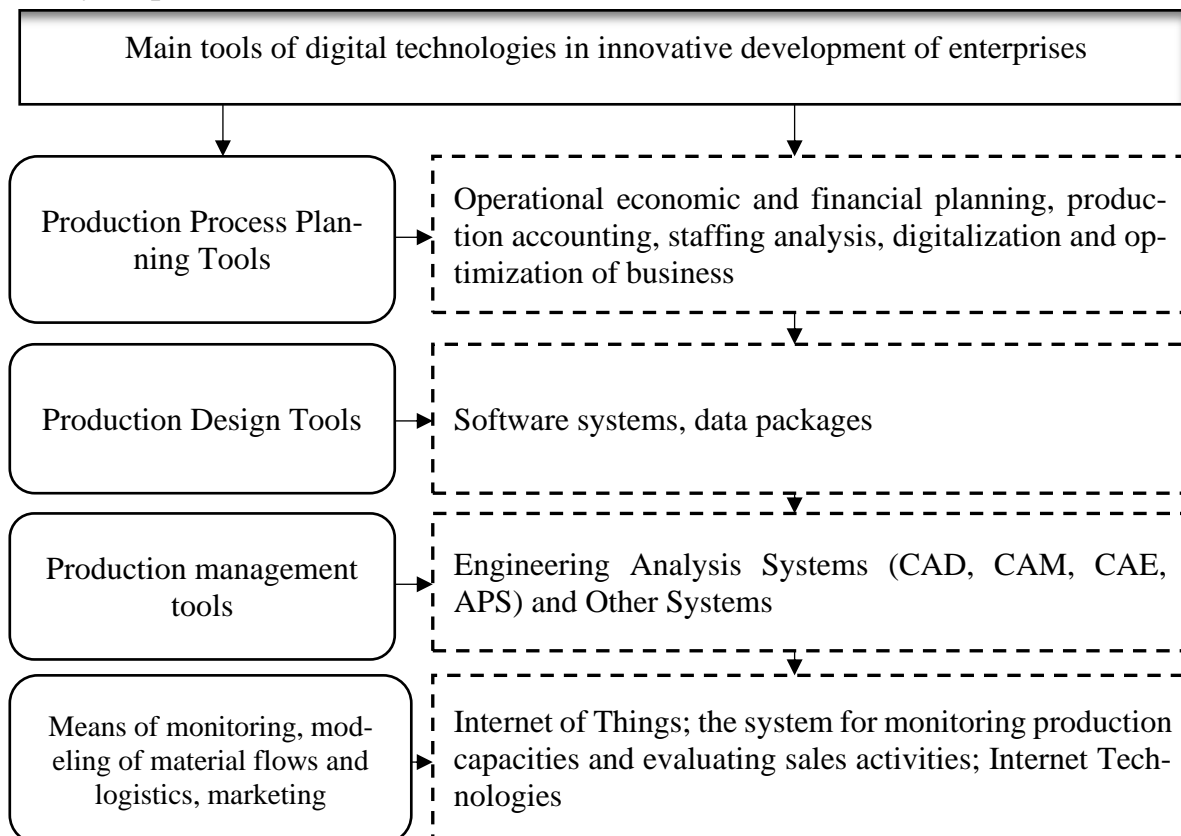 Main tools of digital technologies in innovative development of enterprises
Production Process Plan-
ning Tools
Operational economic and financial planning, produc-
tion accounting, staffing analysis, digitalization and op-
timization of business
Production Design Tools
Software systems, data packages
Production management
tools
Engineering Analysis Systems (CAD, CAM, CAE,
APS) and Other Systems
Means of monitoring, mod-
eling of material flows and
logistics, marketing
Internet of Things; the system for monitoring production
capacities and evaluating sales activities; Internet Tech-
nologies